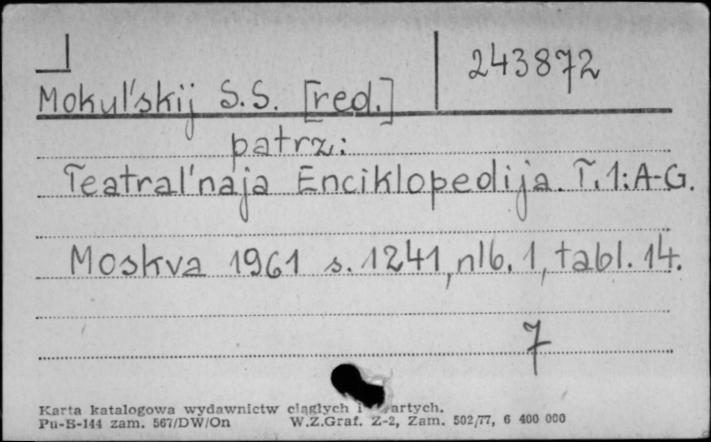 243872
Mokul'skij S.S. [red.]
patrz:
Teatral'naja Enciklopedija. T.1:A-G.
Moskva 1961 s. 1241, nlb. 1, tabl. 14.
7
Karta katalogowa wydawnictw ciągłych i
Pu-B-144 zam. 567/DW/On W.Z.Graf. Z-2, Zam. 502/77, 6 400 000